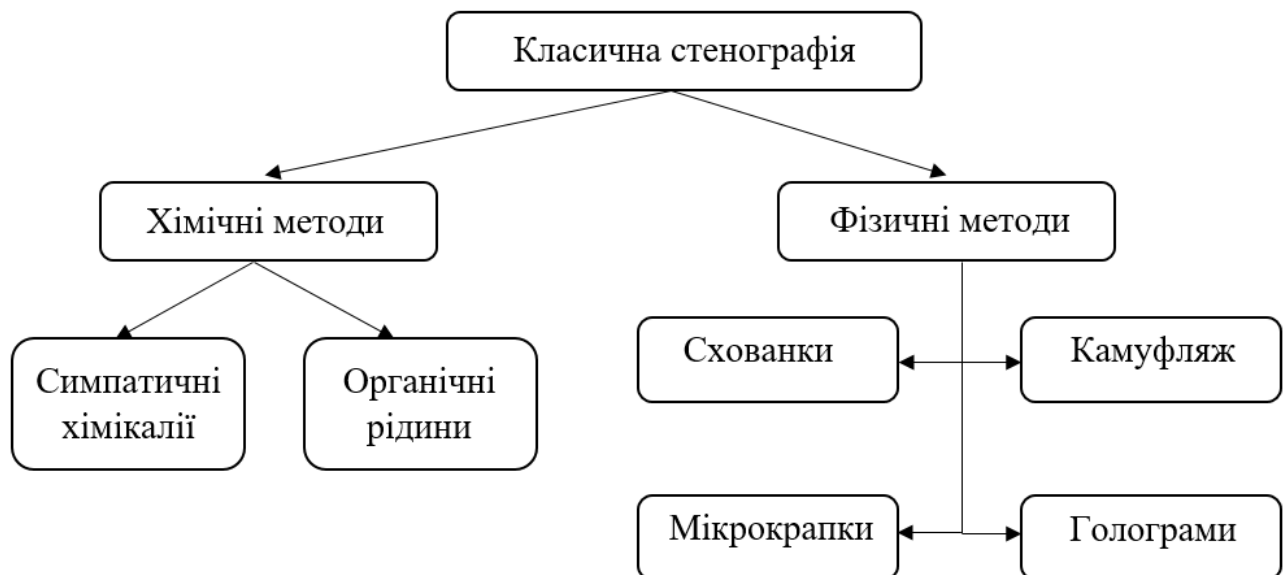 Класична стенографія
Хімічні методи
Фізичні методи
Симпатичні
хімікалії
Органічні
рідини
Схованки
Камуфляж
Мікрокрапки
Голограми